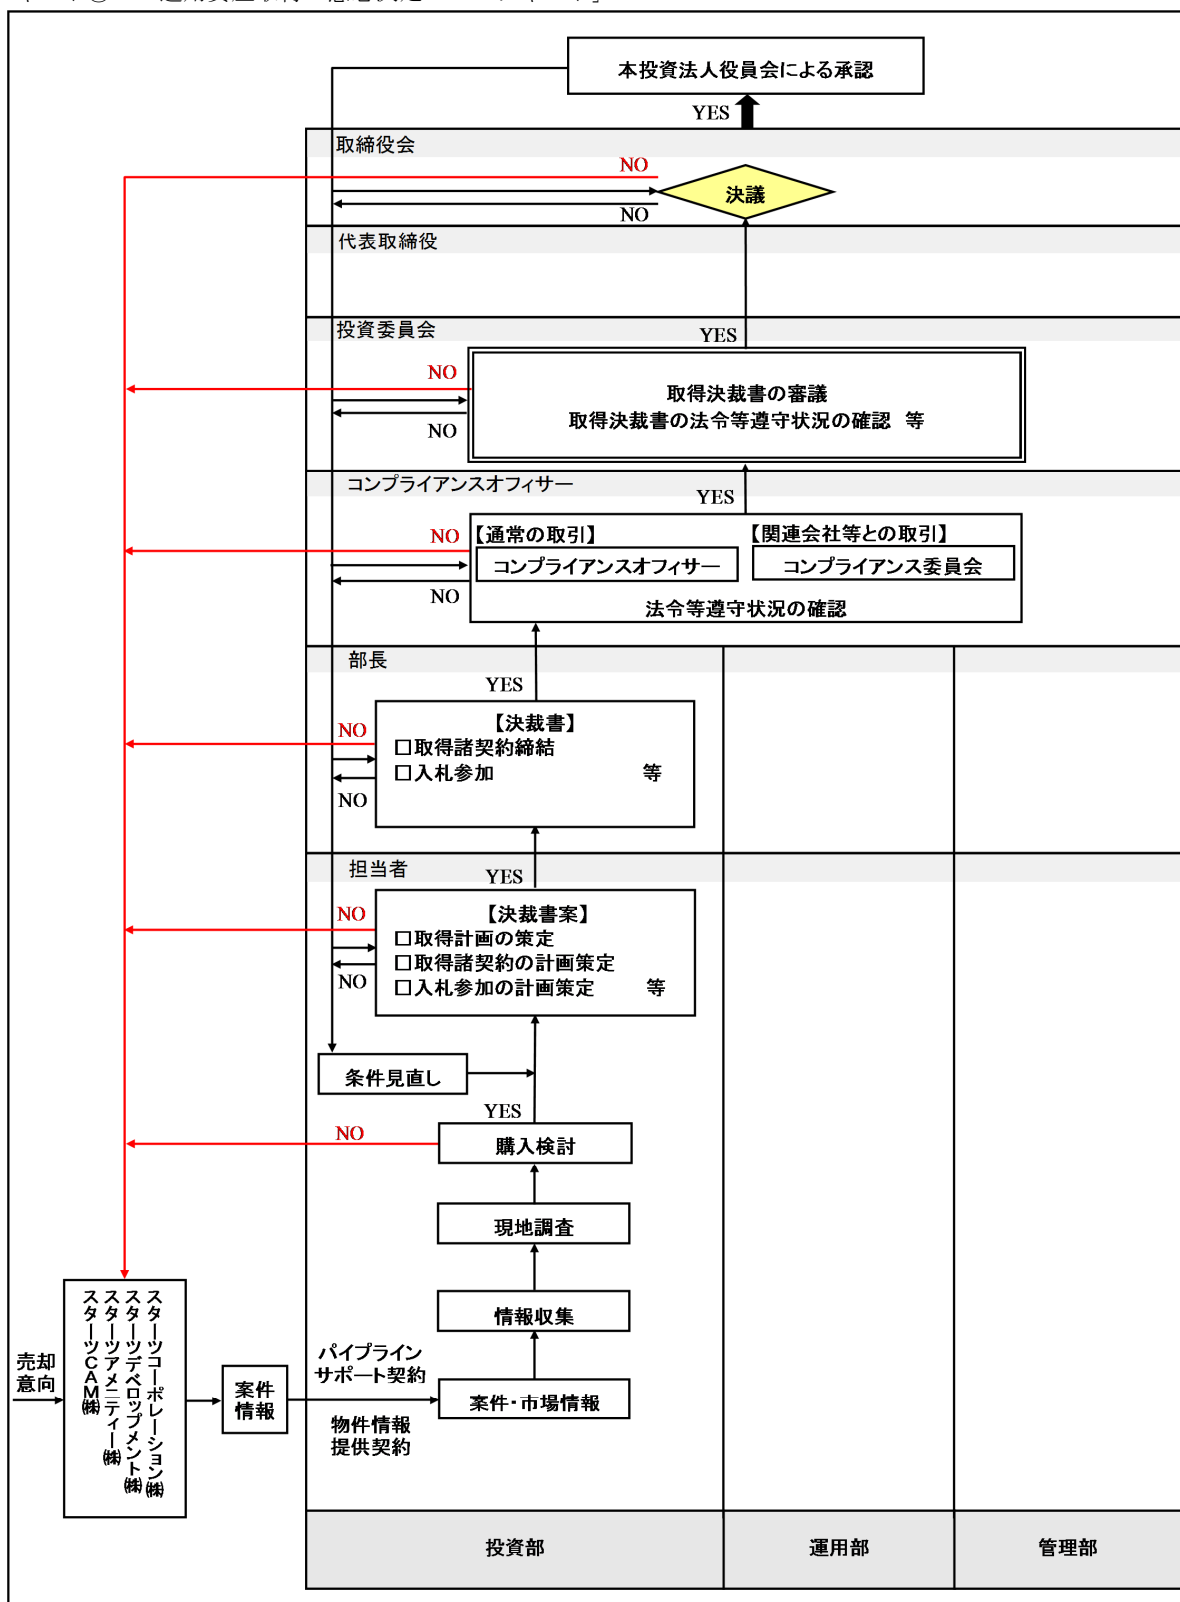 本投資法人役員会による承認
YES
取締役会
NO
決議
NO
代表取締役
投資委員会
YES
NO
取得決裁書の審議
取得決裁書の法令等遵守状況の確認 等
NO
コンプライアンスオフィサー
YES
NO
【通常の取引】
【関連会社等との取引】
コンプライアンスオフィサー
コンプライアンス委員会
NO
法令等遵守状況の確認
部長
YES
NO
【決裁書】
□取得諸契約締結
□入札参加 等
NO
担当者
YES
NO
【決裁書案】
□取得計画の策定
□取得諸契約の計画策定
□入札参加の計画策定 等
NO
条件見直し
YES
NO
購入検討
現地調査
情報収集
案件・市場情報
パイプライン
サポート契約
物件情報
提供契約
案件
情報
スターツコーポレーション㈱
スターツデベロップメント㈱
スターツアメニティー㈱
スターツCAM㈱
売却
意向
投資部
運用部
管理部